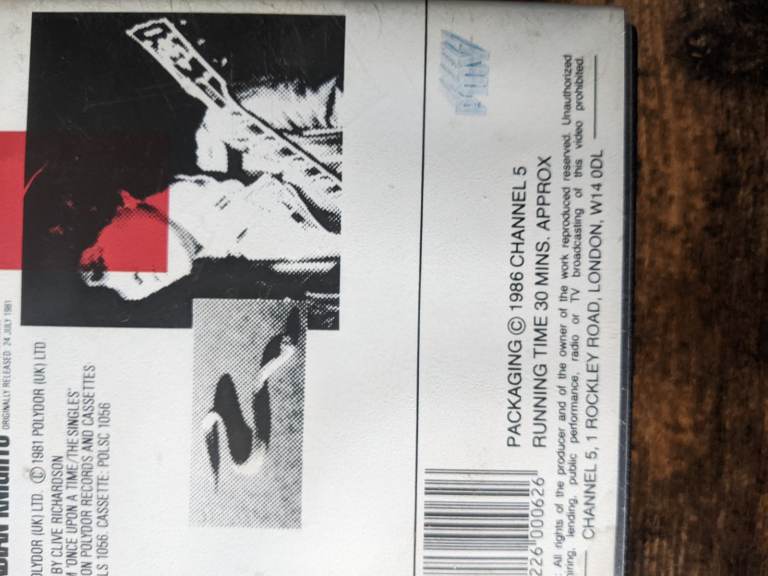 ORIGINALLY RELEASED: 24 JULY 1981
POLYDOR (UK) LTD. Ⓒ 1981 POLYDOR (UK) LTD
BY CLIVE RICHARDSON
'ONCE UPON A TIME/THE SINGLES'
ON POLYDOR RECORDS AND CASSETTES
LS 1056. CASSETTE: POLSC 1056
226 000626
PACKAGING © 1986 CHANNEL 5
RUNNING TIME 30 MINS. APPROX
All rights of the producer and of the owner of the work reproduced reserved. Unauthorized
hiring, lending, public performance, radio or TV broadcasting of this video prohibited.
CHANNEL 5, 1 ROCKLEY ROAD, LONDON, W14 0DL